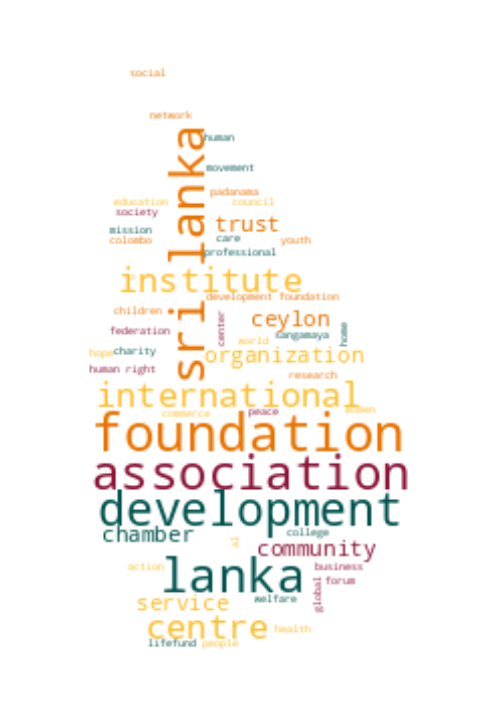 social
network
human
sri lanka
movement
padanama
education council
society
trust
mission
care
colombo youth
professional
institute
development foundation
children
ceylon
center
federation
home
sangamaya
world
hope charity
organization
human right
research
international
commerce peace women
foundation
association
development
chamber college
al
community
action business
lanka
global forum
welfare
service
centre health
lifefund people